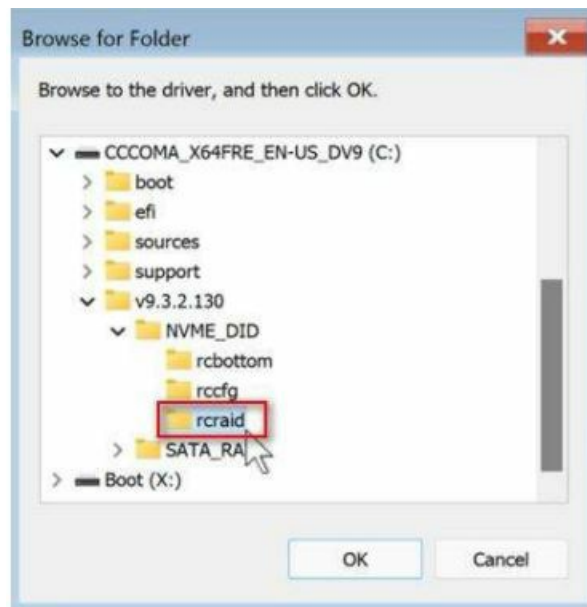 Browse for Folder
Browse to the driver, and then click OK.
CCCOMA_X64FRE_EN-US_DV9 (C:)
boot
efi
sources
support
v9.3.2.130
NVME_DID
rcbottom
rccfg
rcraid
SATA_RA
Boot (X:)
OK
Cancel